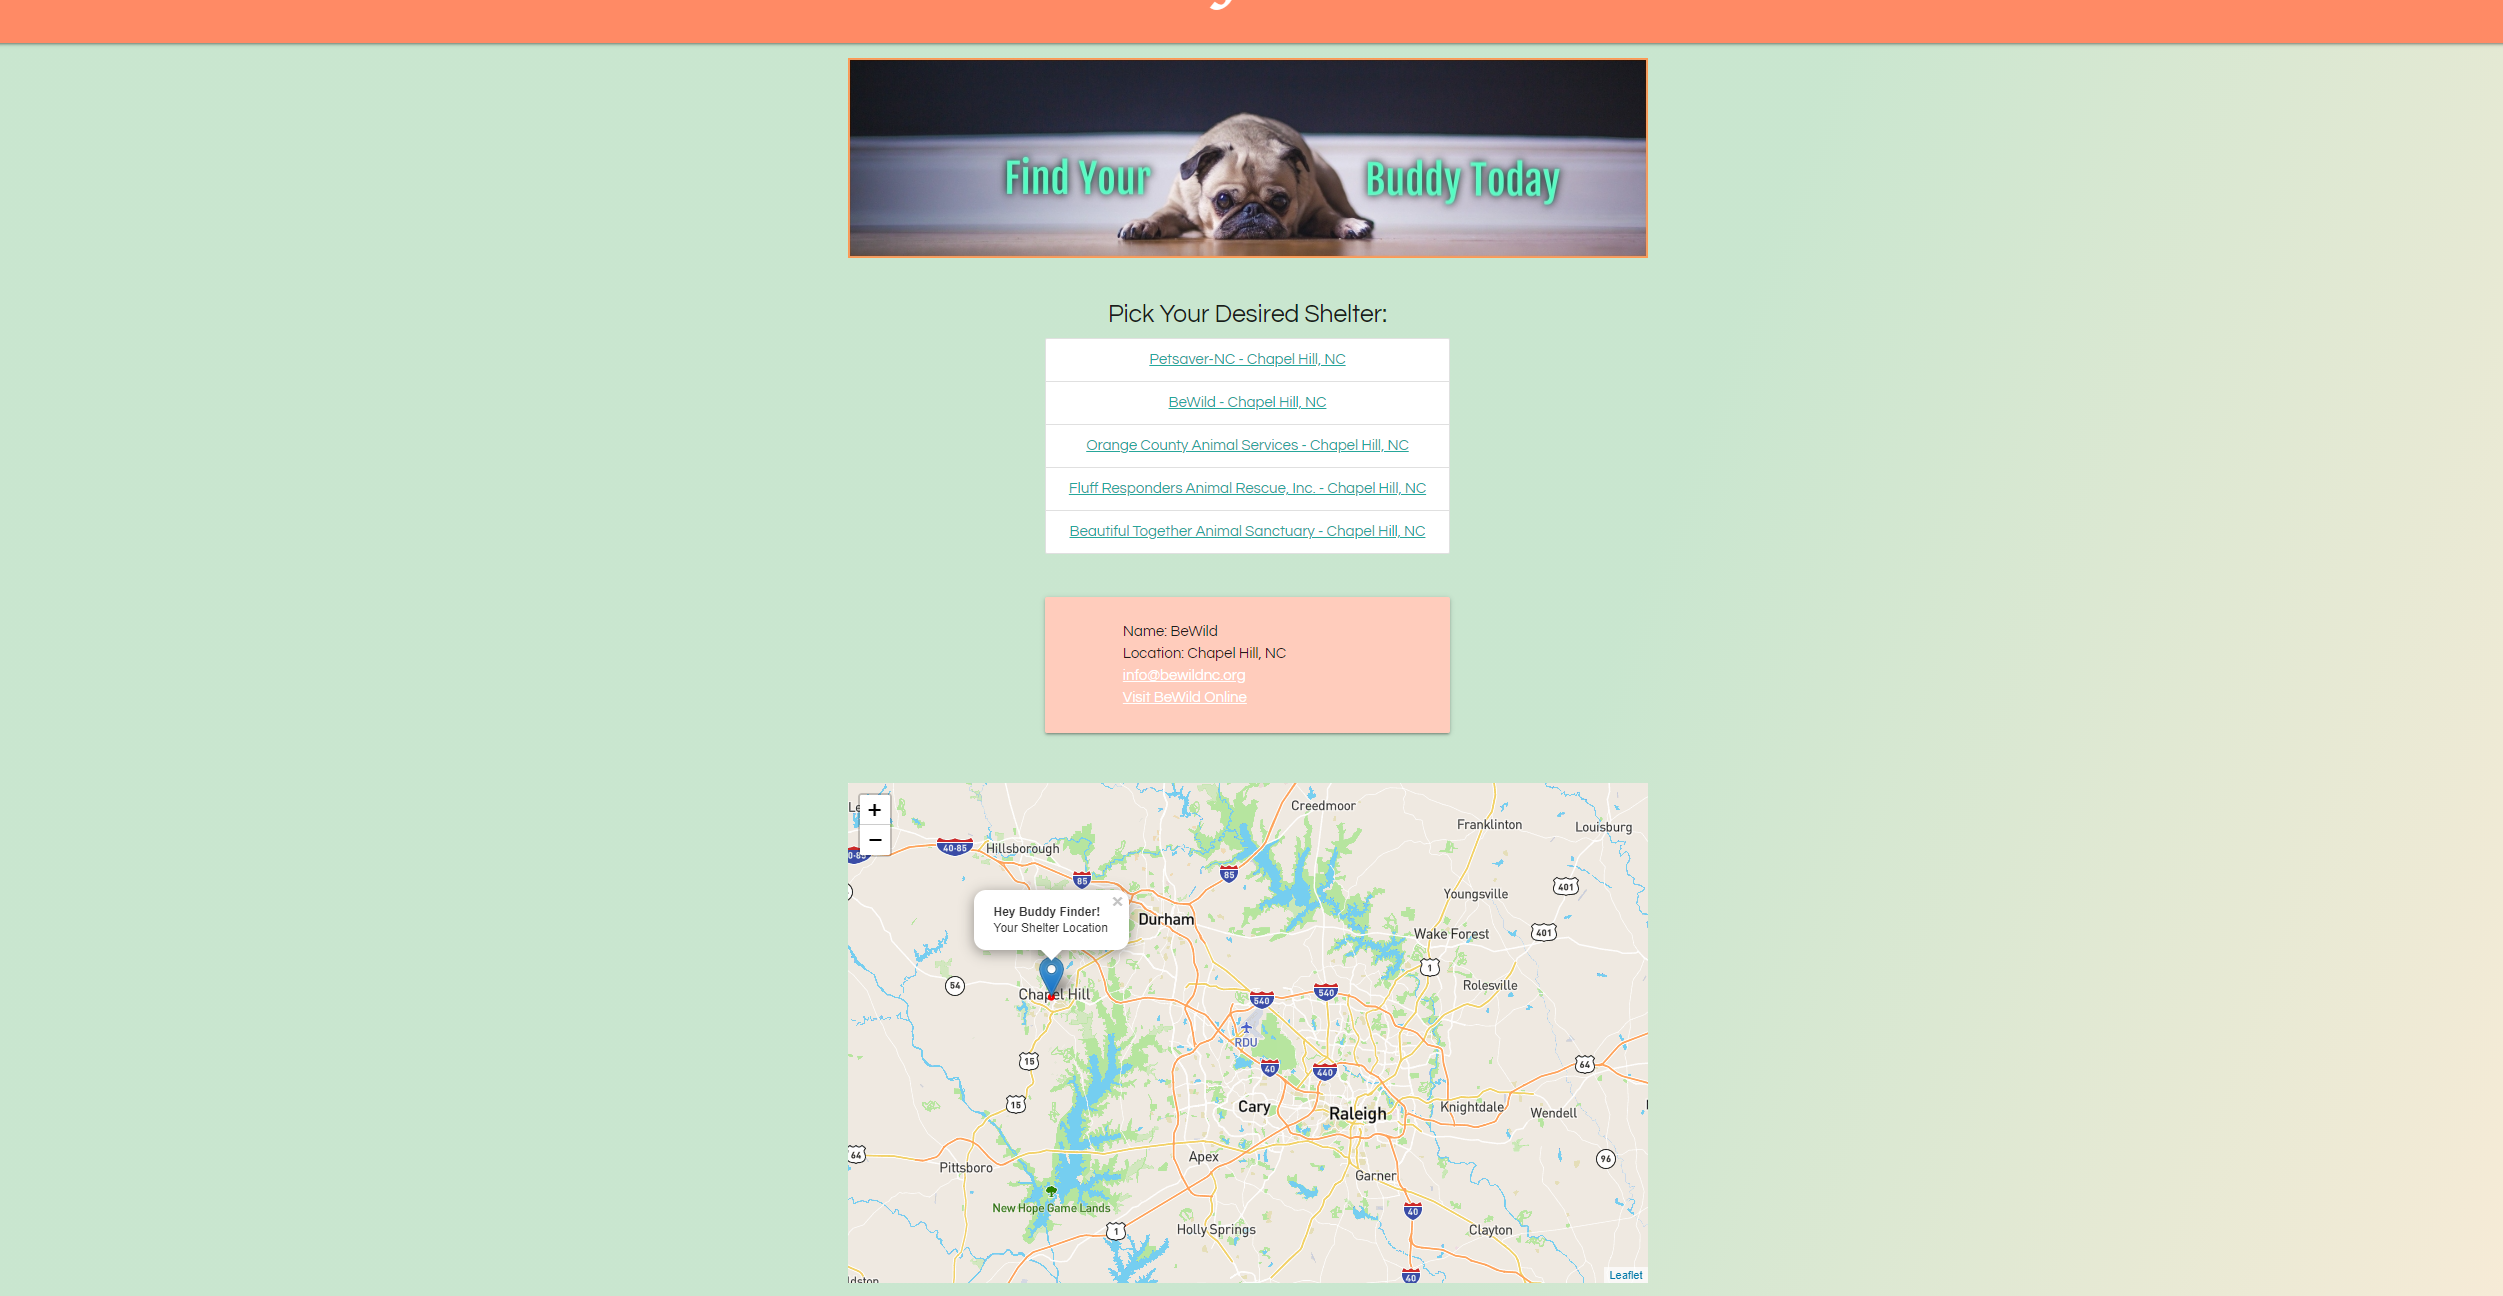 Find Your Buddy Today
Pick Your Desired Shelter:
Petsaver-NC - Chapel Hill, NC
BeWild - Chapel Hill, NC
Orange County Animal Services - Chapel Hill, NC
Fluff Responders Animal Rescue, Inc. - Chapel Hill, NC
Beautiful Together Animal Sanctuary - Chapel Hill, NC
Name: BeWild
Location: Chapel Hill, NC
info@bewildnc.org
Visit BeWild Online
+
−
Creedmoor
Franklinton
Louisburg
40-85
Hillsborough
85
85
401
Youngsville
×
Hey Buddy Finder!
Your Shelter Location
Durham
Wake Forest
401
1
54
Chapel Hill
540
540
Rolesville
RDU
15
40
440
64
15
Cary
Raleigh
Knightdale
Wendell
64
Pittsboro
Apex
96
Garner
New Hope Game Lands
40
1
Holly Springs
Clayton
40
Leaflet